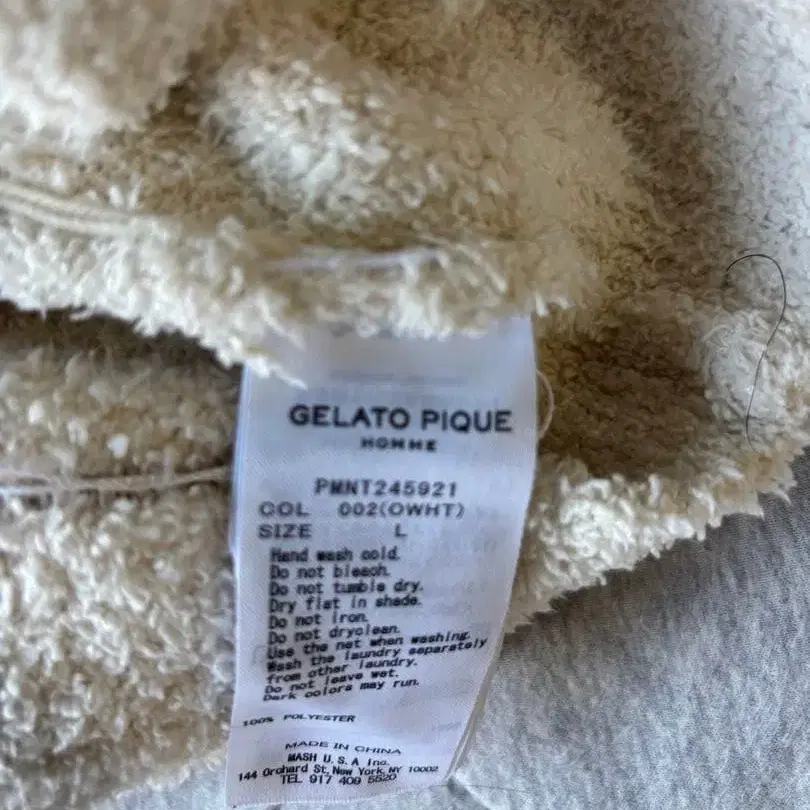 GELATO PIQUE
HOMME
PMNT245921
COL 002(OWHT)
SIZE L
Hand wash cold.
Do not bleach.
Do not tumble dry.
Dry flat in shade.
Do not iron.
Do not dryclean.
Use the net when washing.
Wash the laundry separately
from other laundry.
Do not leave wet.
Dark colors may run.
100% POLYESTER
MADE IN CHINA
MASH U.S.A Inc.
144 Orchard St, New York, NY 10002
TEL 917 409 5520